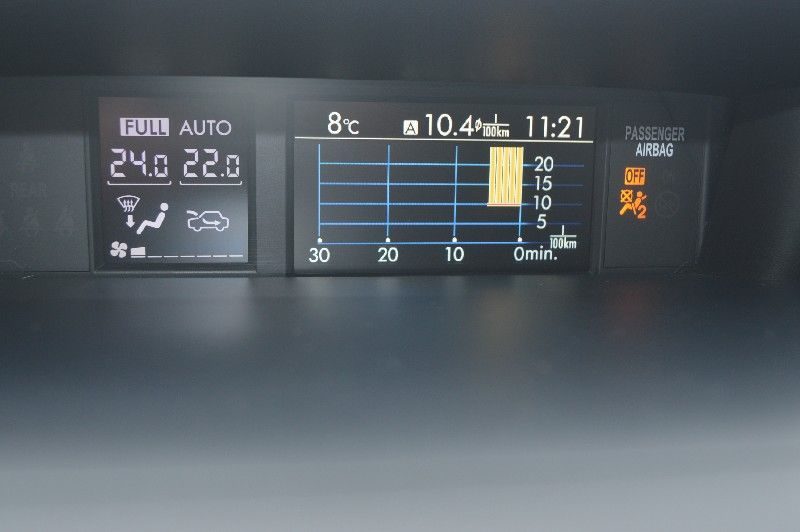 FULL AUTO
24.0 22.0
8°C
A 10.4 ø l/100km 11:21
20
15
10
5
l/100km
30 20 10 0min.
PASSENGER
AIRBAG
OFF
2